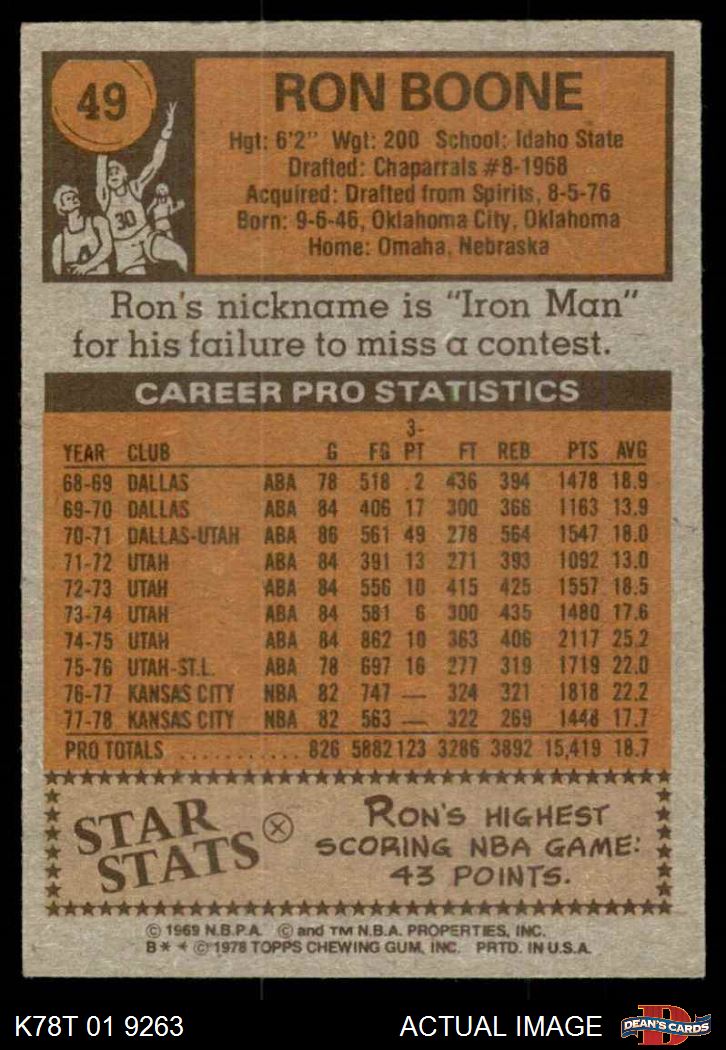 49
RON BOONE
Hgt: 6'2" Wgt: 200 School: Idaho State
Drafted: Chaparrals #8-1968
Acquired: Drafted from Spirits, 8-5-76
Born: 9-6-46, Oklahoma City, Oklahoma
Home: Omaha, Nebraska
30
4
Ron's nickname is "Iron Man"
for his failure to miss a contest.
CAREER PRO STATISTICS
3-
YEAR CLUB G FG PT FT REB PTS AVG
68-69 DALLAS ABA 78 518 2 436 394 1478 18.9
69-70 DALLAS ABA 84 406 17 300 366 1163 13.9
70-71 DALLAS-UTAH ABA 86 561 49 278 564 1547 18.0
71-72 UTAH ABA 84 391 13 271 393 1092 13.0
72-73 UTAH ABA 84 556 10 415 425 1557 18.5
73-74 UTAH ABA 84 581 6 300 435 1480 17.6
74-75 UTAH ABA 84 862 10 363 406 2117 25.2
75-76 UTAH-ST.L. ABA 78 697 16 277 319 1719 22.0
76-77 KANSAS CITY NBA 82 747 — 324 321 1818 22.2
77-78 KANSAS CITY NBA 82 563 — 322 269 1448 17.7
PRO TOTALS ........... 826 5882 123 3286 3892 15,419 18.7
STAR STATS
RON'S HIGHEST
SCORING NBA GAME:
43 POINTS.
© 1969 N.B.P.A. © and TM N.B.A. PROPERTIES, INC.
B* * © 1978 TOPPS CHEWING GUM, INC. PRTD. IN U.S.A.
K78T 01 9263 ACTUAL IMAGE DEAN'S CARDS